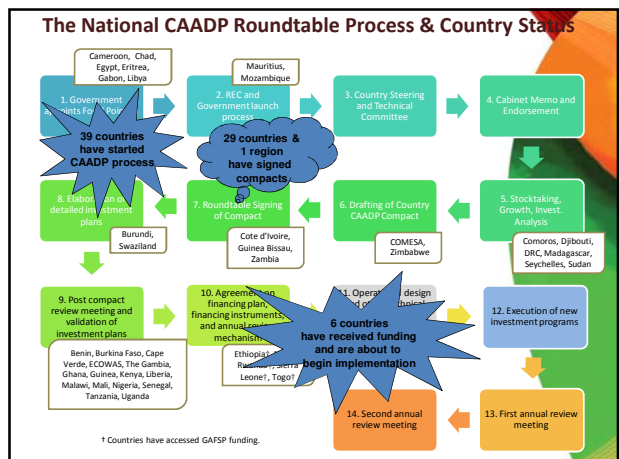 The National CAADP Roundtable Process & Country Status
Cameroon, Chad,
Egypt, Eritrea,
Gabon, Libya
Mauritius,
Mozambique
1. Government
2. REC and
Government launch
process
3. Country Steering
and Technical
Committee
4. Cabinet Memo and
Endorsement
39 countries
have started
CAADP process
29 countries &
1 region
have signed
compacts
8. Elaboration of
detailed investment
plans
7. Roundtable Signing
of Compact
6. Drafting of Country
CAADP Compact
5. Stocktaking,
Growth, Invest.
Analysis
Burundi,
Swaziland
Cote d'Ivoire,
Guinea Bissau,
Zambia
COMESA,
Zimbabwe
Comoros, Djibouti,
DRC, Madagascar,
Seychelles, Sudan
9. Post compact
review meeting and
validation of
investment plans
10. Agreement on
financing plan,
financing instruments,
and annual review
mechanism
11. Operational design
6 countries
have received funding
and are about to
begin implementation
12. Execution of new
investment programs
Benin, Burkina Faso, Cape
Verde, ECOWAS, The Gambia,
Ghana, Guinea, Kenya, Liberia,
Malawi, Mali, Nigeria, Senegal,
Tanzania, Uganda
Ethiopia†,
Rwanda†, Sierra
Leone†, Togo†
14. Second annual
review meeting
13. First annual review
meeting
† Countries have accessed GAFSP funding.